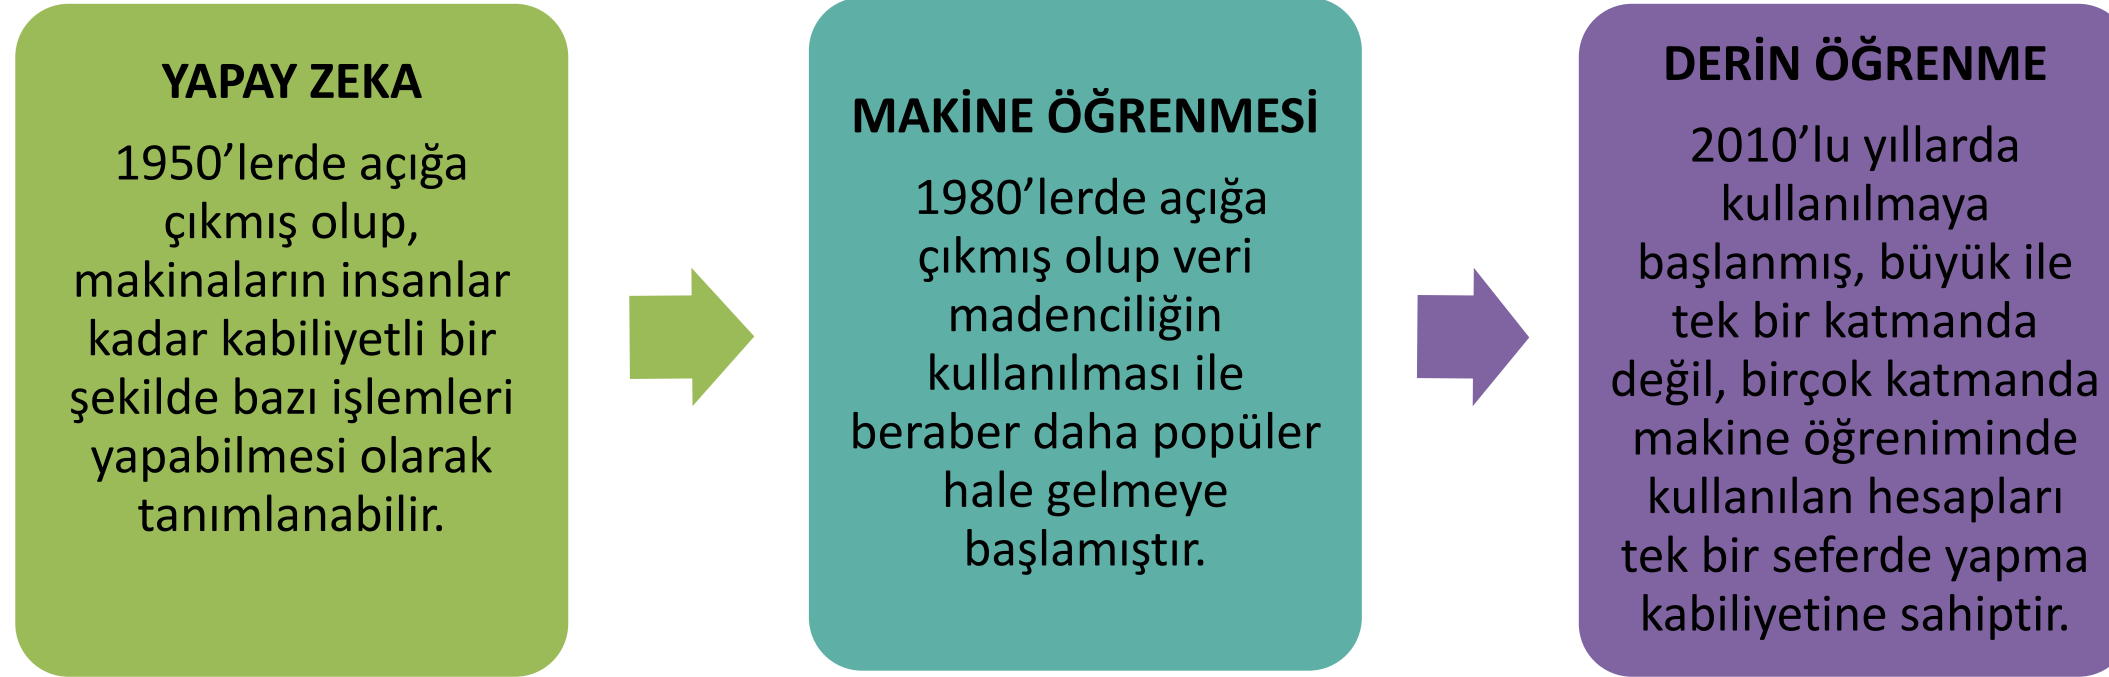 YAPAY ZEKA
1950’lerde açığa
çıkmış olup,
makinaların insanlar
kadar kabiliyetli bir
şekilde bazı işlemleri
yapabilmesi olarak
tanımlanabilir.
MAKİNE ÖĞRENMESİ
1980’lerde açığa
çıkmış olup veri
madenciliğin
kullanılması ile
beraber daha popüler
hale gelmeye
başlamıştır.
DERİN ÖĞRENME
2010’lu yıllarda
kullanılmaya
başlanmış, büyük ile
tek bir katmanda
değil, birçok katmanda
makine öğreniminde
kullanılan hesapları
tek bir seferde yapma
kabiliyetine sahiptir.